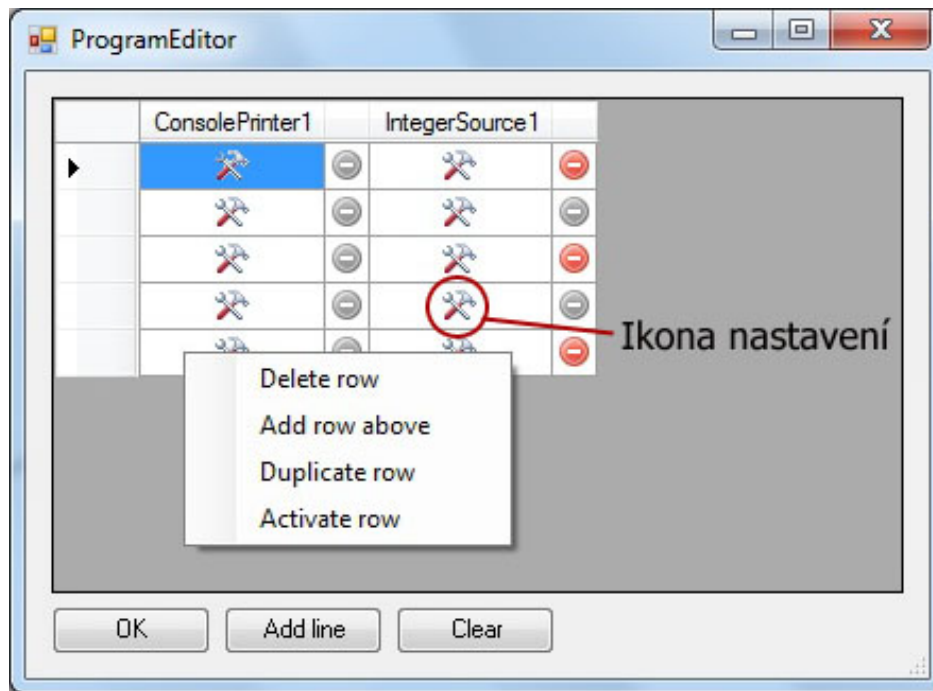 ProgramEditor
ConsolePrinter1 IntegerSource1
Ikona nastavení
Delete row
Add row above
Duplicate row
Activate row
OK Add line Clear